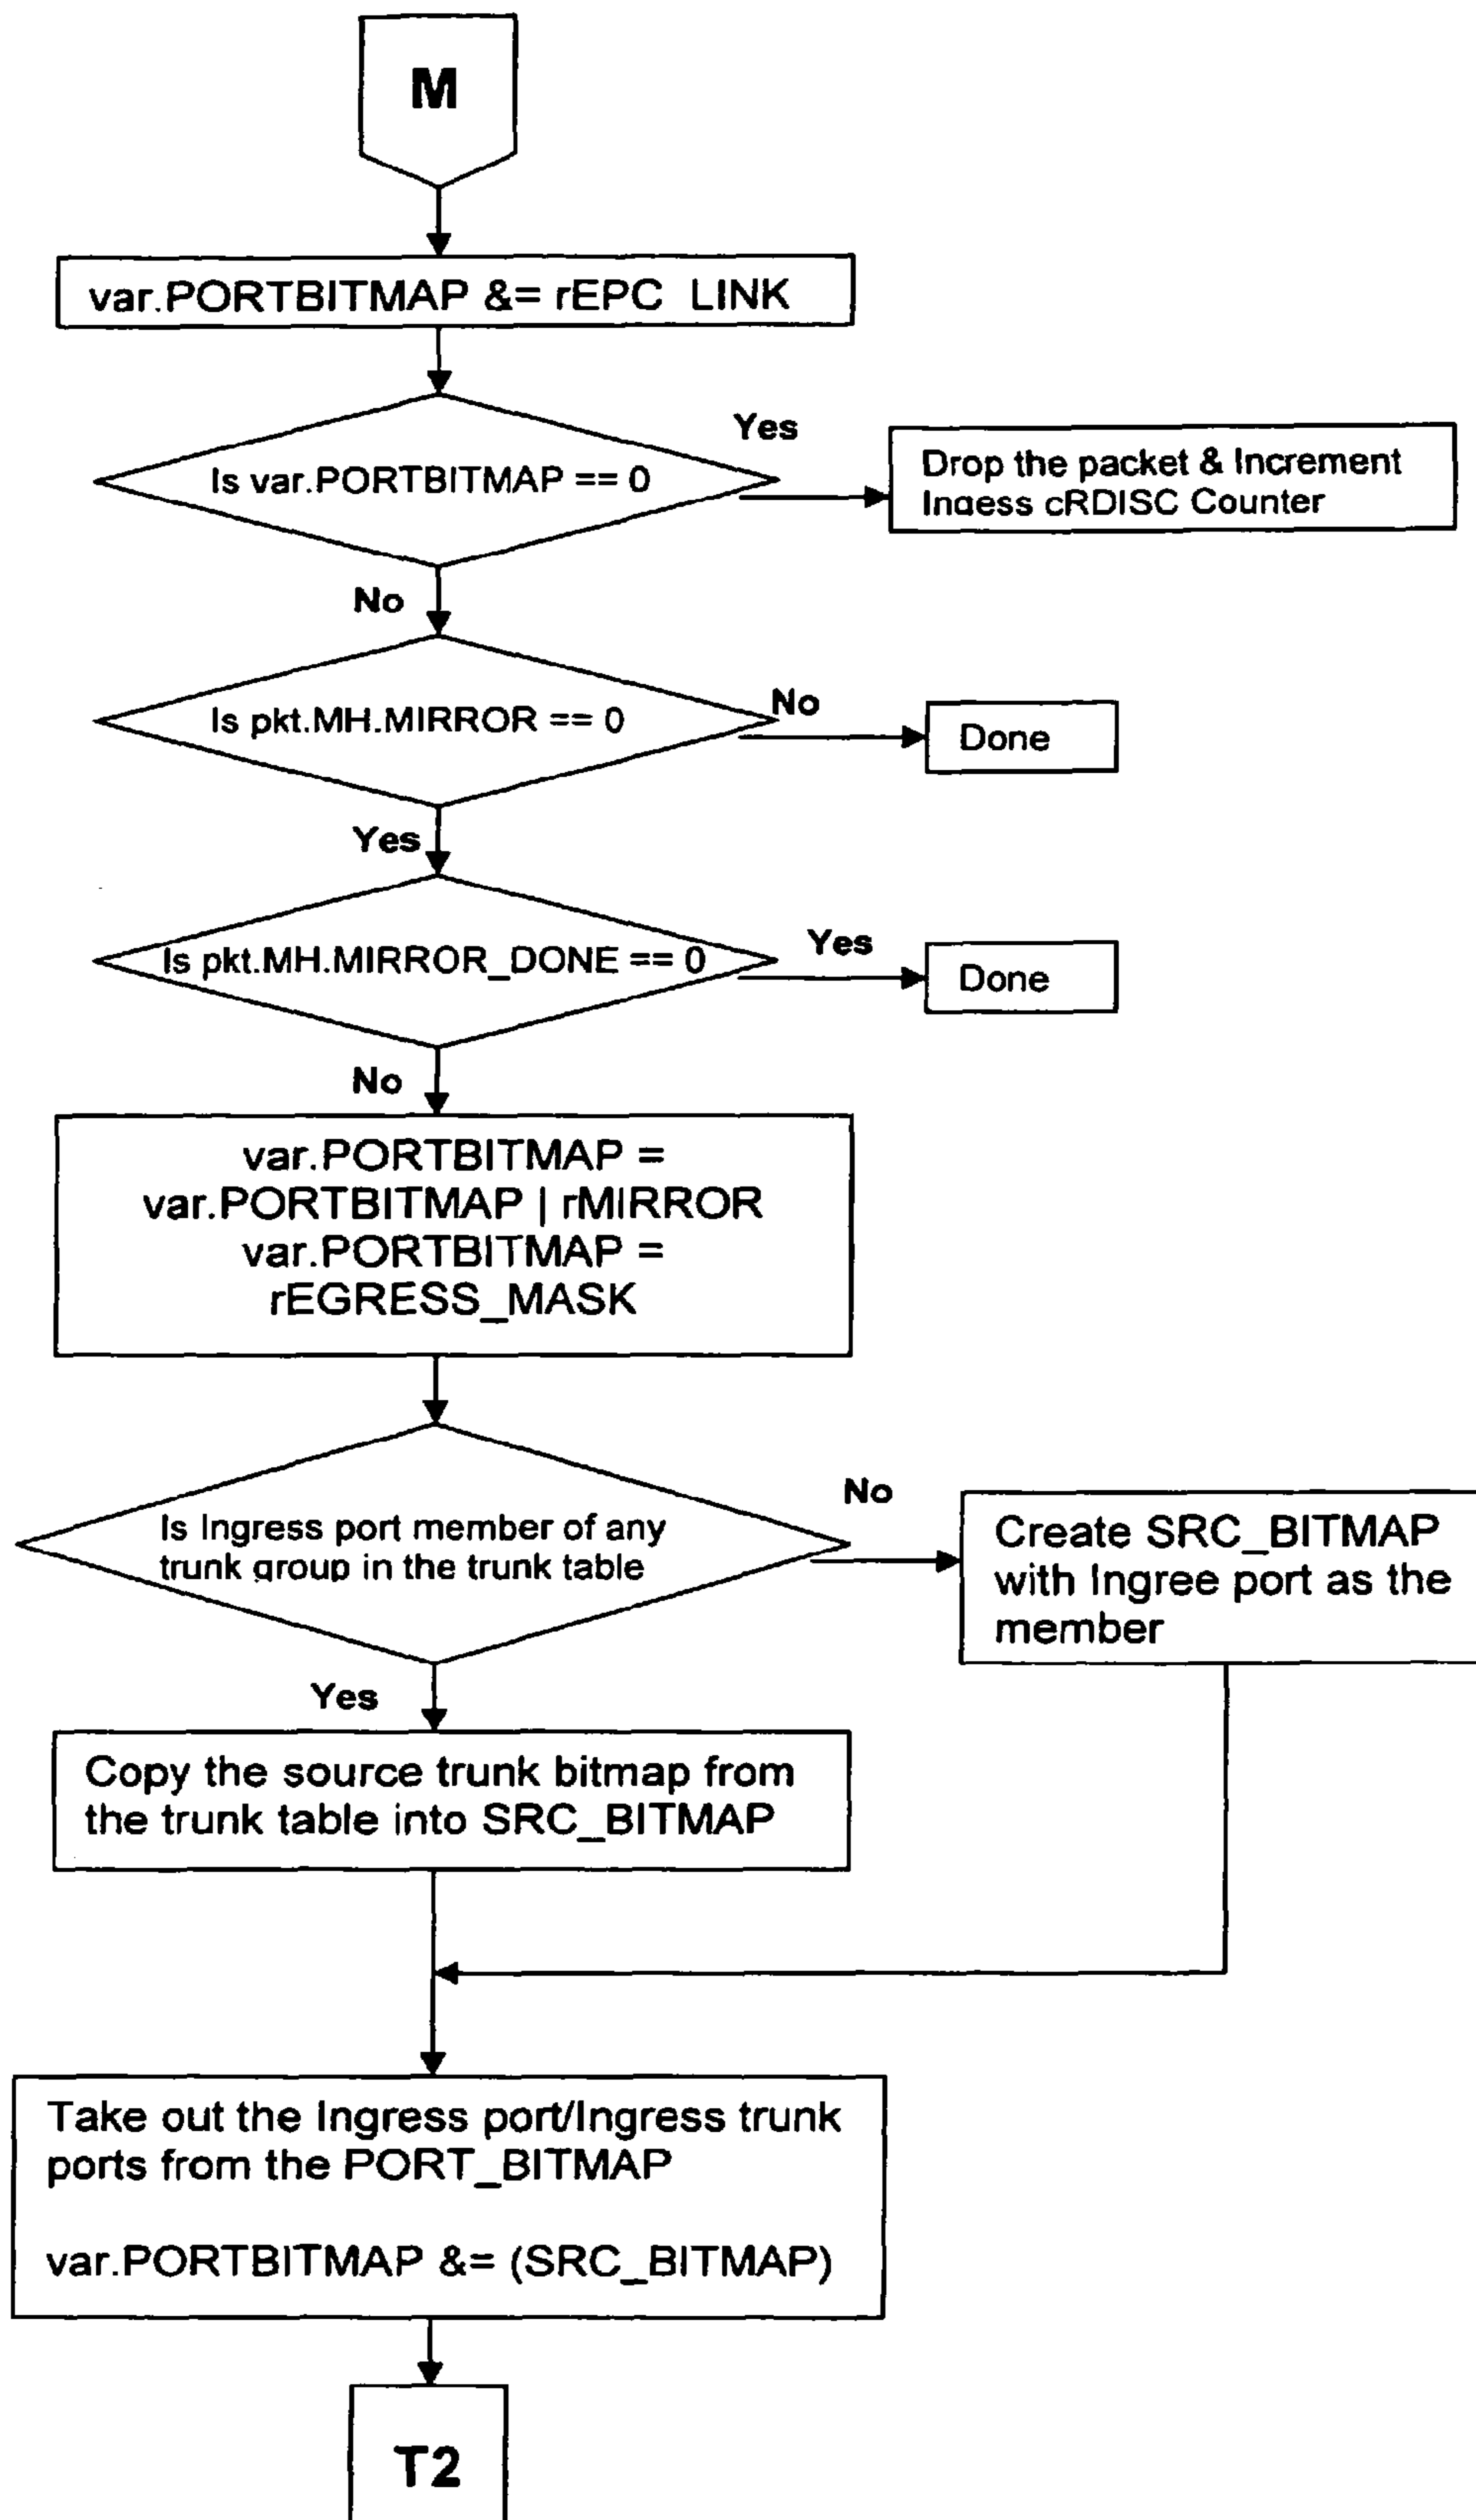 M
var.PORTBITMAP &= rEPC LINK
Is var.PORTBITMAP == 0
Yes
Drop the packet & Increment
Ingess cRDISC Counter
No
Is pkt.MH.MIRROR == 0
No
Done
Yes
Is pkt.MH.MIRROR_DONE == 0
Yes
Done
No
var.PORTBITMAP =
var.PORTBITMAP | rMIRROR
var.PORTBITMAP =
rEGRESS_MASK
Is Ingress port member of any
trunk group in the trunk table
No
Create SRC_BITMAP
with Ingree port as the
member
Yes
Copy the source trunk bitmap from
the trunk table into SRC_BITMAP
Take out the Ingress port/Ingress trunk
ports from the PORT_BITMAP
var.PORTBITMAP &= (SRC_BITMAP)
T2